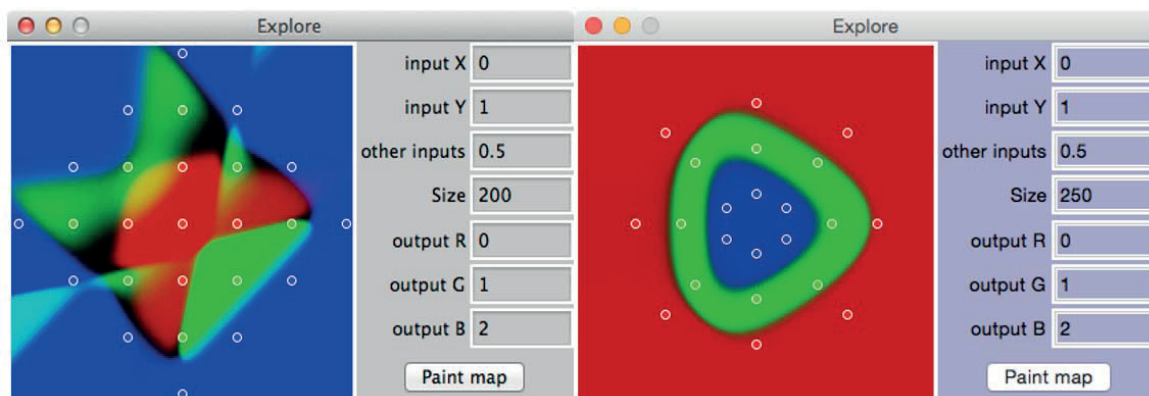 Explore
input X 0
input Y 1
other inputs 0.5
Size 200
output R 0
output G 1
output B 2
Paint map
Explore
input X 0
input Y 1
other inputs 0.5
Size 250
output R 0
output G 1
output B 2
Paint map